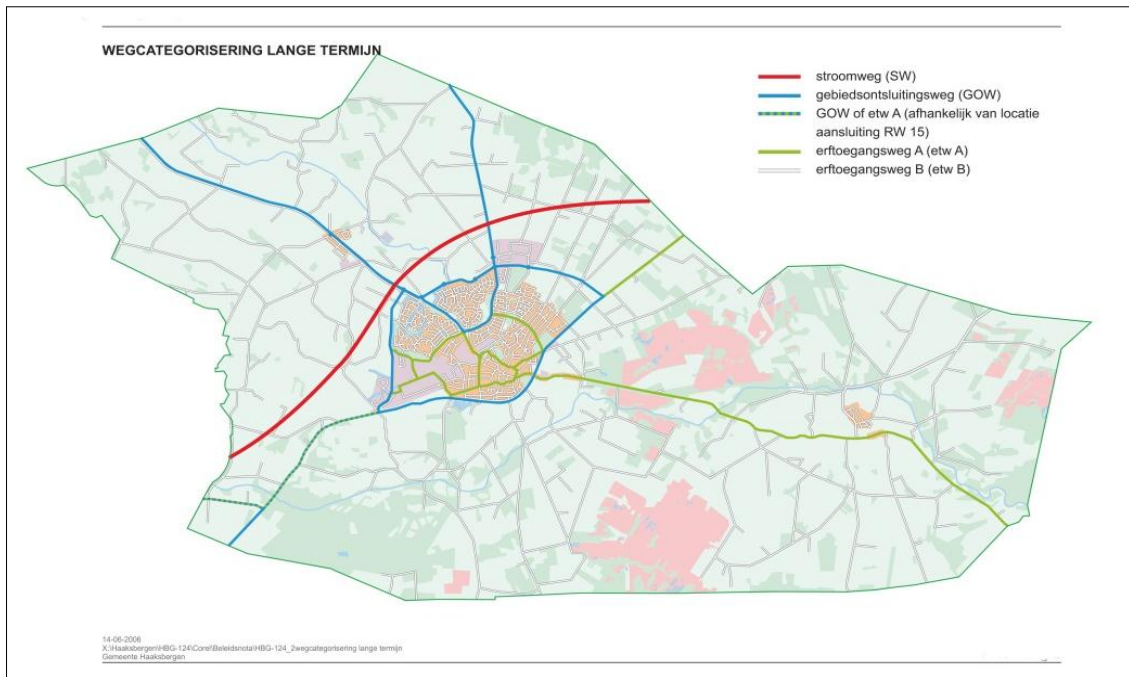 WEGCATEGORISERING LANGE TERMIJN
stroomweg (SW)
gebiedsontsluitingsweg (GOW)
GOW of etw A (afhankelijk van locatie
aansluiting RW 15)
erftoegangsweg A (etw A)
erftoegangsweg B (etw B)
14-06-2006
X:\Haaksbergen\HBG-124\Corel\Beleidsnota\HBG-124_2wegcategorisering lange termijn
Gemeente Haaksbergen